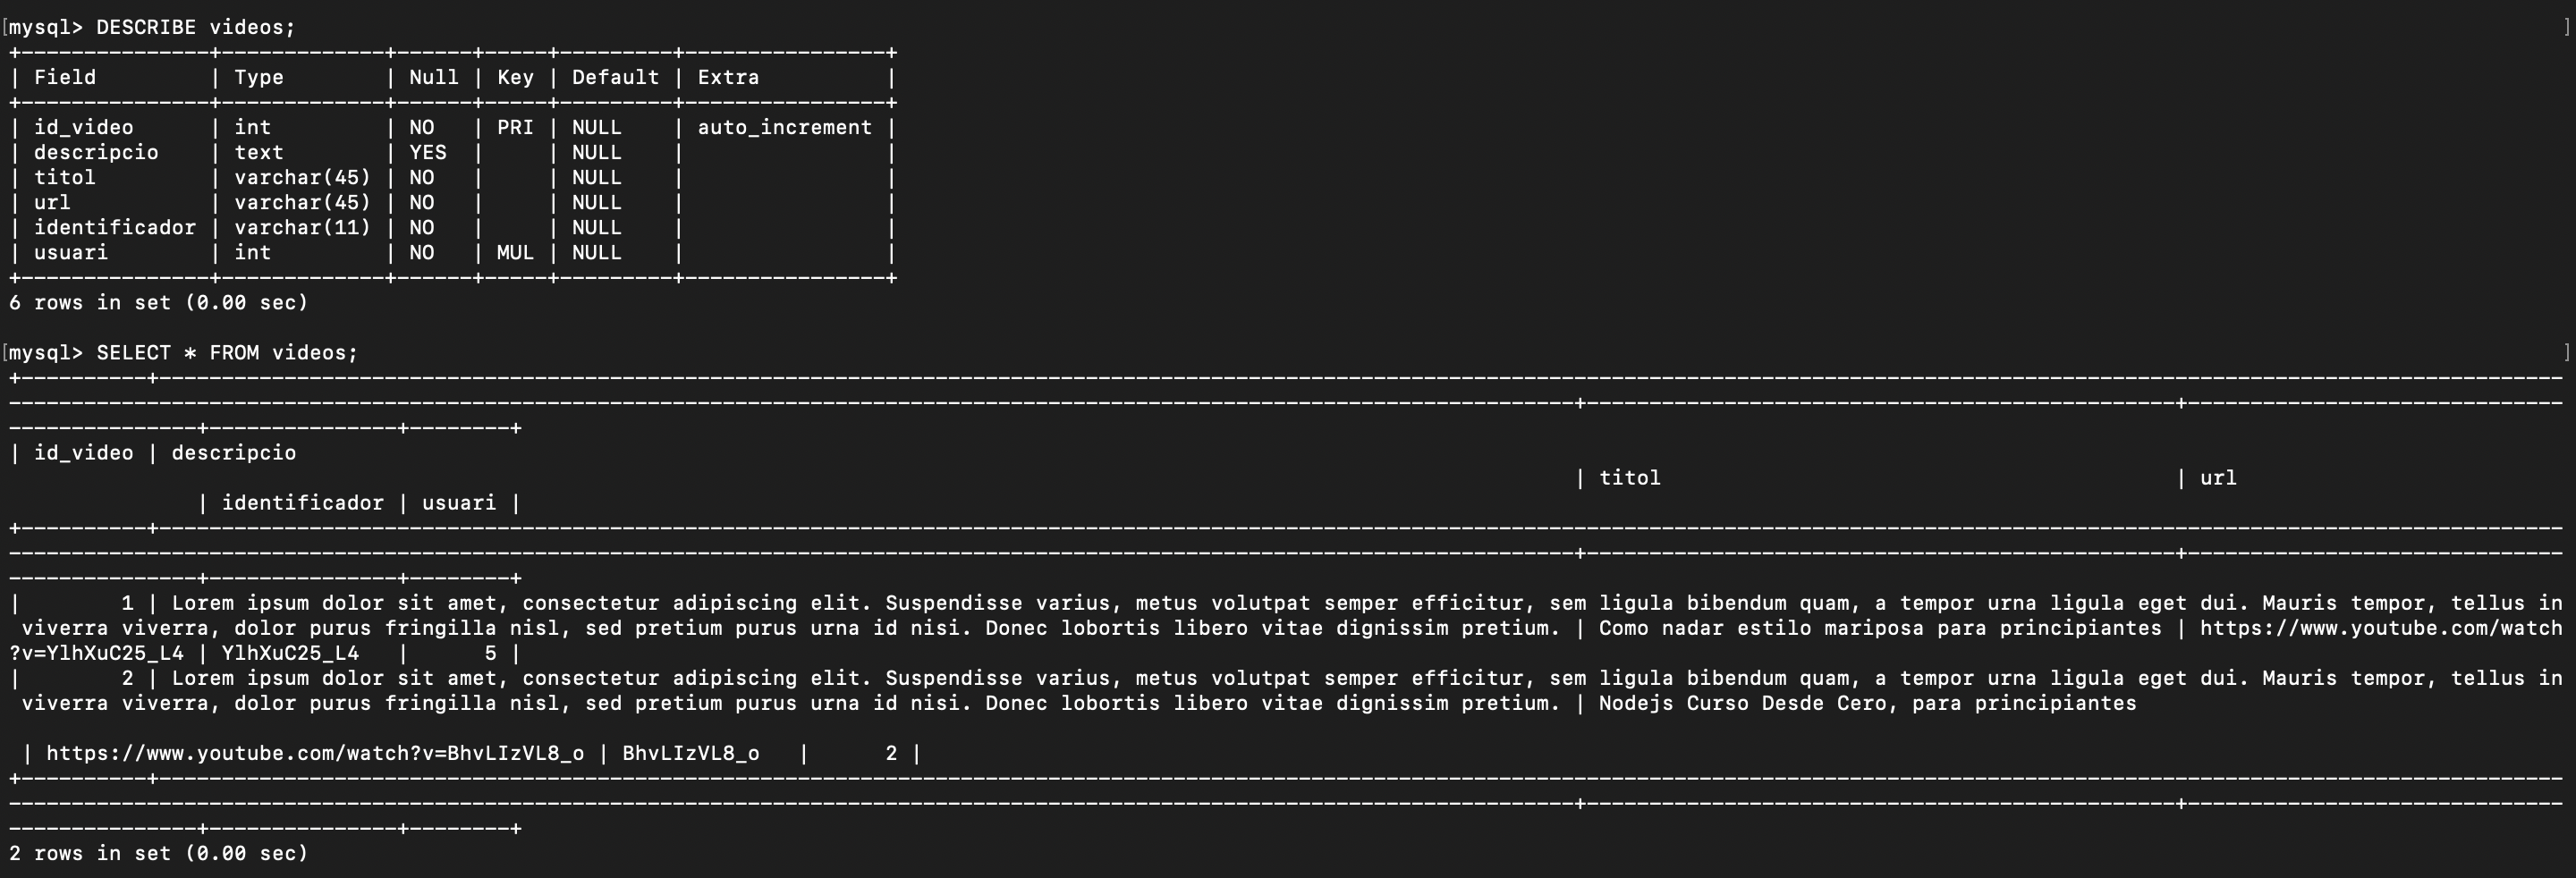 [mysql> DESCRIBE videos; ]
+---------------+-------------+------+-----+---------+----------------+
| Field         | Type        | Null | Key | Default | Extra          |
+---------------+-------------+------+-----+---------+----------------+
| id_video      | int         | NO   | PRI | NULL    | auto_increment |
| descripcio    | text        | YES  |     | NULL    |                |
| titol         | varchar(45) | NO   |     | NULL    |                |
| url           | varchar(45) | NO   |     | NULL    |                |
| identificador | varchar(11) | NO   |     | NULL    |                |
| usuari        | int         | NO   | MUL | NULL    |                |
+---------------+-------------+------+-----+---------+----------------+
6 rows in set (0.00 sec)
[mysql> SELECT * FROM videos; ]
| id_video | descripcio
| titol | url
| identificador | usuari |
| 1 | Lorem ipsum dolor sit amet, consectetur adipiscing elit. Suspendisse varius, metus volutpat semper efficitur, sem ligula bibendum quam, a tempor urna ligula eget dui. Mauris tempor, tellus in
viverra viverra, dolor purus fringilla nisl, sed pretium purus urna id nisi. Donec lobortis libero vitae dignissim pretium. | Como nadar estilo mariposa para principiantes | https://www.youtube.com/watch
?v=YlhXuC25_L4 | YlhXuC25_L4 | 5 |
| 2 | Lorem ipsum dolor sit amet, consectetur adipiscing elit. Suspendisse varius, metus volutpat semper efficitur, sem ligula bibendum quam, a tempor urna ligula eget dui. Mauris tempor, tellus in
viverra viverra, dolor purus fringilla nisl, sed pretium purus urna id nisi. Donec lobortis libero vitae dignissim pretium. | Nodejs Curso Desde Cero, para principiantes
| https://www.youtube.com/watch?v=BhvLIzVL8_o | BhvLIzVL8_o | 2 |
2 rows in set (0.00 sec)